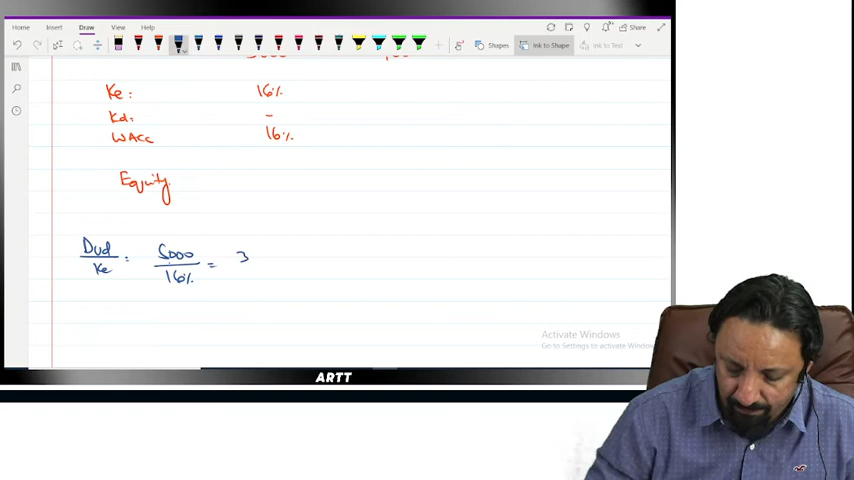 Home Insert Draw View Help
Share
Shapes Ink to Shape Ink to Text
Ke: 16%
Kd: -
WACC 16%
Equity
Dvd
Ke = 5000
16% = 3
Activate Windows
Go to Settings to activate Windows.
ARTT